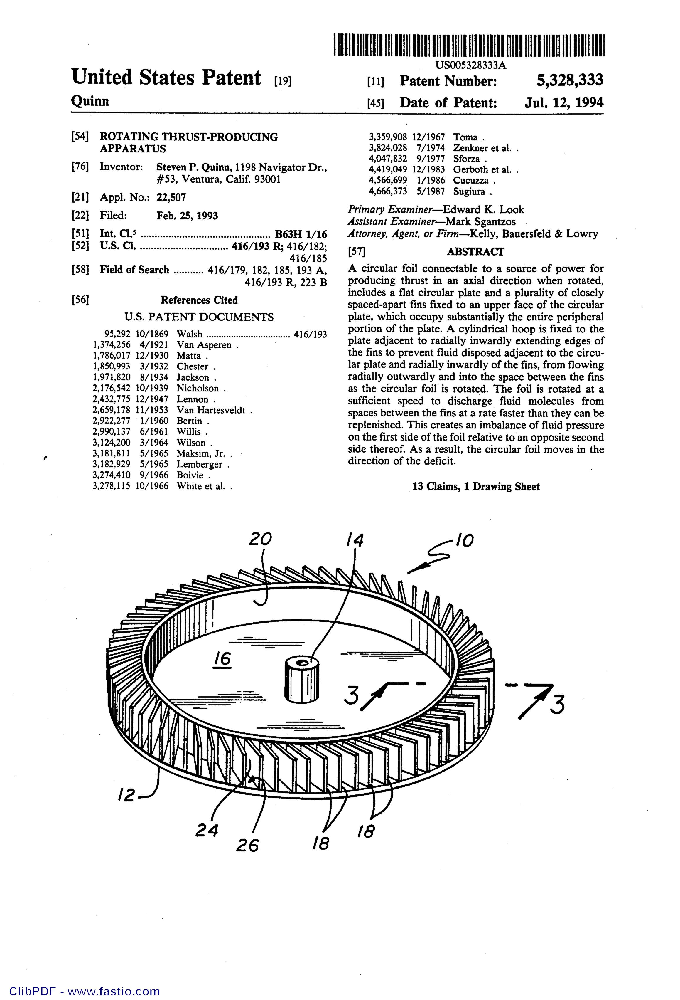 US005328333A
United States Patent [19]
Quinn
[11] Patent Number: 5,328,333
[45] Date of Patent: Jul. 12, 1994
[54] ROTATING THRUST-PRODUCING
APPARATUS
[76] Inventor: Steven P. Quinn, 1198 Navigator Dr.,
#53, Ventura, Calif. 93001
[21] Appl. No.: 22,507
[22] Filed: Feb. 25, 1993
[51] Int. Cl.⁵ .............................................. B63H 1/16
[52] U.S. Cl. ............................... 416/193 R; 416/182;
416/185
[58] Field of Search ........... 416/179, 182, 185, 193 A,
416/193 R, 223 B
[56] References Cited
U.S. PATENT DOCUMENTS
95,292 10/1869 Walsh ................................. 416/193
1,374,256 4/1921 Van Asperen .
1,786,017 12/1930 Matta .
1,850,993 3/1932 Chester .
1,971,820 8/1934 Jackson .
2,176,542 10/1939 Nicholson .
2,432,775 12/1947 Lennon .
2,659,178 11/1953 Van Hartesveldt .
2,922,277 1/1960 Bertin .
2,990,137 6/1961 Willis .
3,124,200 3/1964 Wilson .
3,181,811 5/1965 Maksim, Jr. .
3,182,929 5/1965 Lemberger .
3,274,410 9/1966 Boivie .
3,278,115 10/1966 White et al. .
3,359,908 12/1967 Toma .
3,824,028 7/1974 Zenkner et al. .
4,047,832 9/1977 Sforza .
4,419,049 12/1983 Gerboth et al. .
4,566,699 1/1986 Cucuzza .
4,666,373 5/1987 Sugiura .
Primary Examiner—Edward K. Look
Assistant Examiner—Mark Sgantzos
Attorney, Agent, or Firm—Kelly, Bauersfeld & Lowry
[57] ABSTRACT
A circular foil connectable to a source of power for
producing thrust in an axial direction when rotated,
includes a flat circular plate and a plurality of closely
spaced-apart fins fixed to an upper face of the circular
plate, which occupy substantially the entire peripheral
portion of the plate. A cylindrical hoop is fixed to the
plate adjacent to radially inwardly extending edges of
the fins to prevent fluid disposed adjacent to the circu-
lar plate and radially inwardly of the fins, from flowing
radially outwardly and into the space between the fins
as the circular foil is rotated. The foil is rotated at a
sufficient speed to discharge fluid molecules from
spaces between the fins at a rate faster than they can be
replenished. This creates an imbalance of fluid pressure
on the first side of the foil relative to an opposite second
side thereof. As a result, the circular foil moves in the
direction of the deficit.
13 Claims, 1 Drawing Sheet
20 14 10
16
3 3
12
24 26 18 18
ClibPDF - www.fastio.com